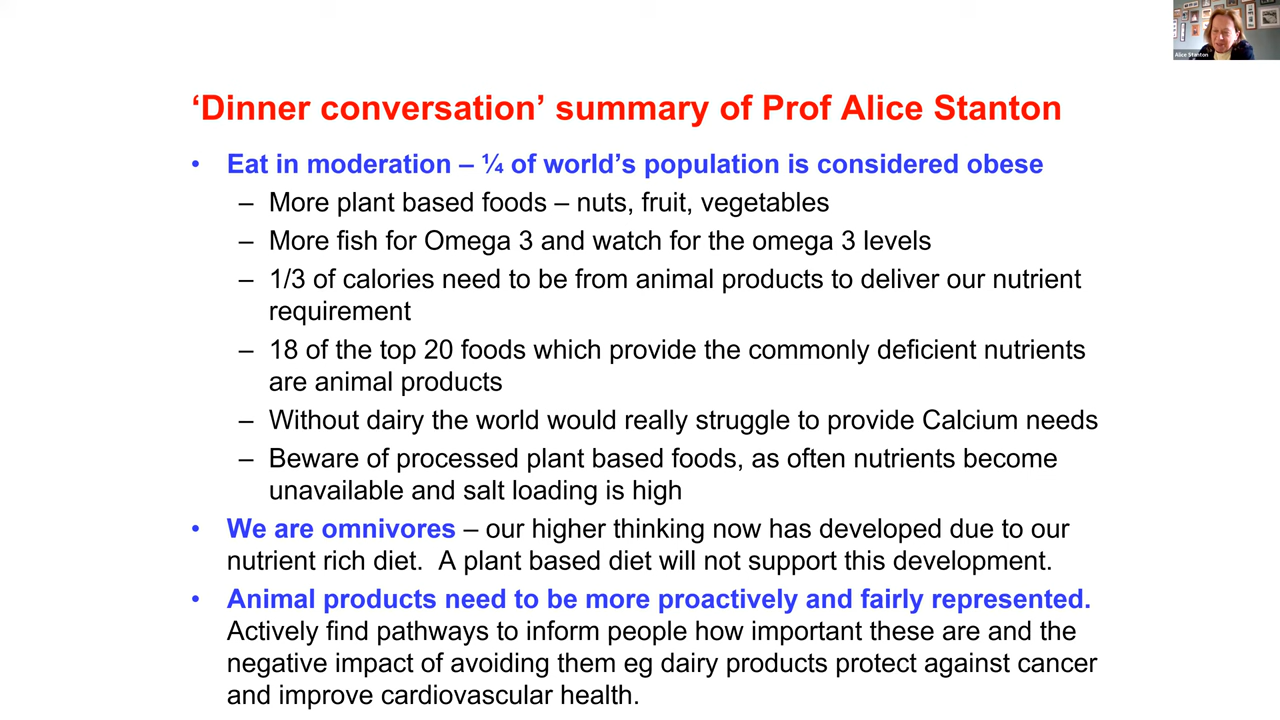 Alice Stanton
‘Dinner conversation’ summary of Prof Alice Stanton
• Eat in moderation – ¼ of world’s population is considered obese
– More plant based foods – nuts, fruit, vegetables
– More fish for Omega 3 and watch for the omega 3 levels
– 1/3 of calories need to be from animal products to deliver our nutrient
requirement
– 18 of the top 20 foods which provide the commonly deficient nutrients
are animal products
– Without dairy the world would really struggle to provide Calcium needs
– Beware of processed plant based foods, as often nutrients become
unavailable and salt loading is high
• We are omnivores – our higher thinking now has developed due to our
nutrient rich diet.  A plant based diet will not support this development.
• Animal products need to be more proactively and fairly represented.
Actively find pathways to inform people how important these are and the
negative impact of avoiding them eg dairy products protect against cancer
and improve cardiovascular health.